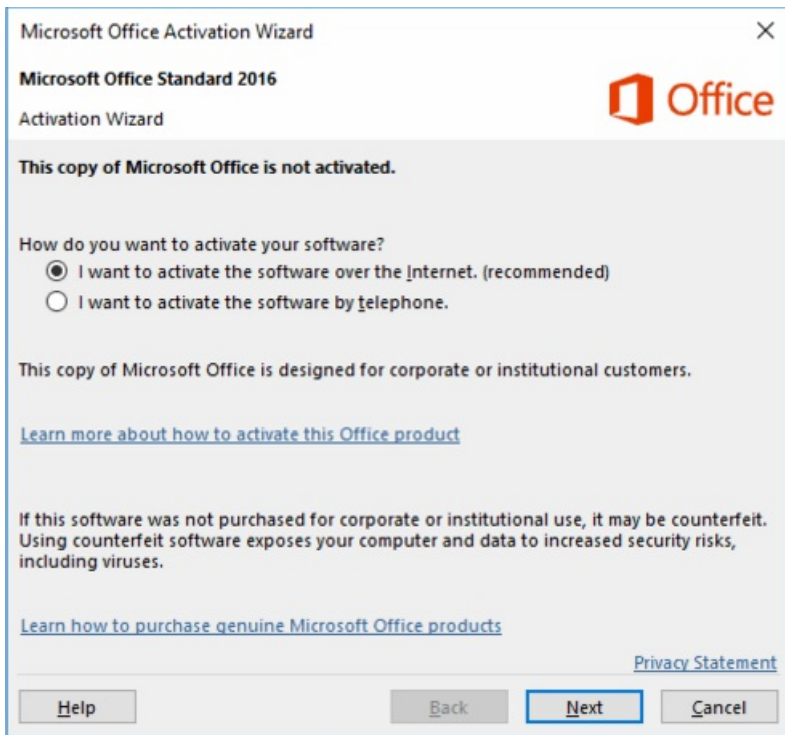 Microsoft Office Activation Wizard
Microsoft Office Standard 2016
Office
Activation Wizard
This copy of Microsoft Office is not activated.
How do you want to activate your software?
I want to activate the software over the Internet. (recommended)
I want to activate the software by telephone.
This copy of Microsoft Office is designed for corporate or institutional customers.
Learn more about how to activate this Office product
If this software was not purchased for corporate or institutional use, it may be counterfeit.
Using counterfeit software exposes your computer and data to increased security risks,
including viruses.
Learn how to purchase genuine Microsoft Office products
Privacy Statement
Help Back Next Cancel